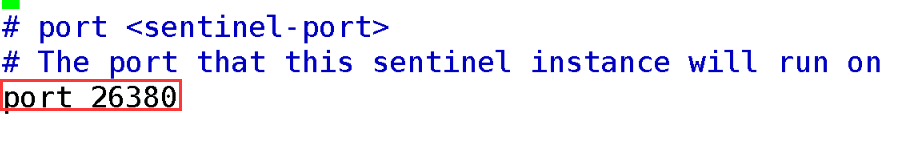 # port <sentinel-port>
# The port that this sentinel instance will run on
port 26380